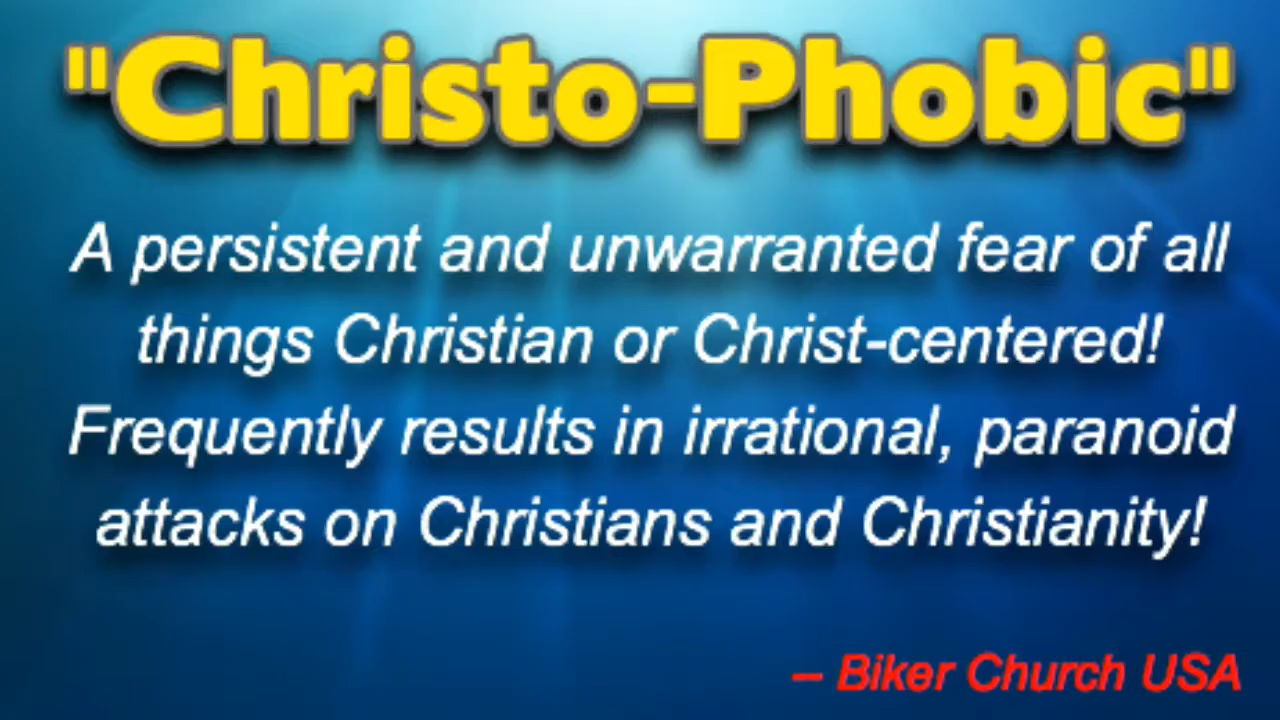 "Christo-Phobic"
A persistent and unwarranted fear of all
things Christian or Christ-centered!
Frequently results in irrational, paranoid
attacks on Christians and Christianity!
– Biker Church USA